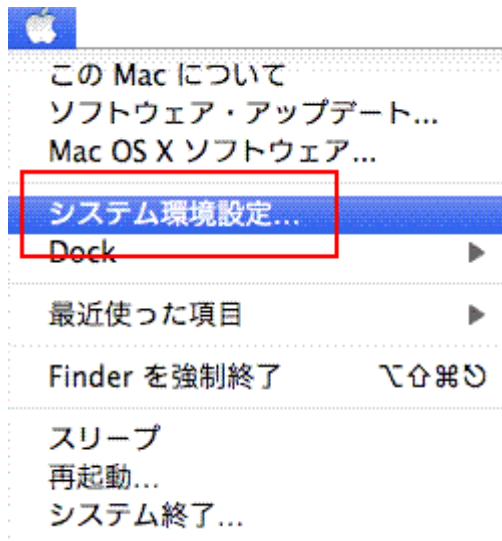 この Mac について
ソフトウェア・アップデート...
Mac OS X ソフトウェア...
システム環境設定...
Dock ▶
最近使った項目 ▶
Finder を強制終了 ⌥⇧⌘⎋
スリープ
再起動...
システム終了...